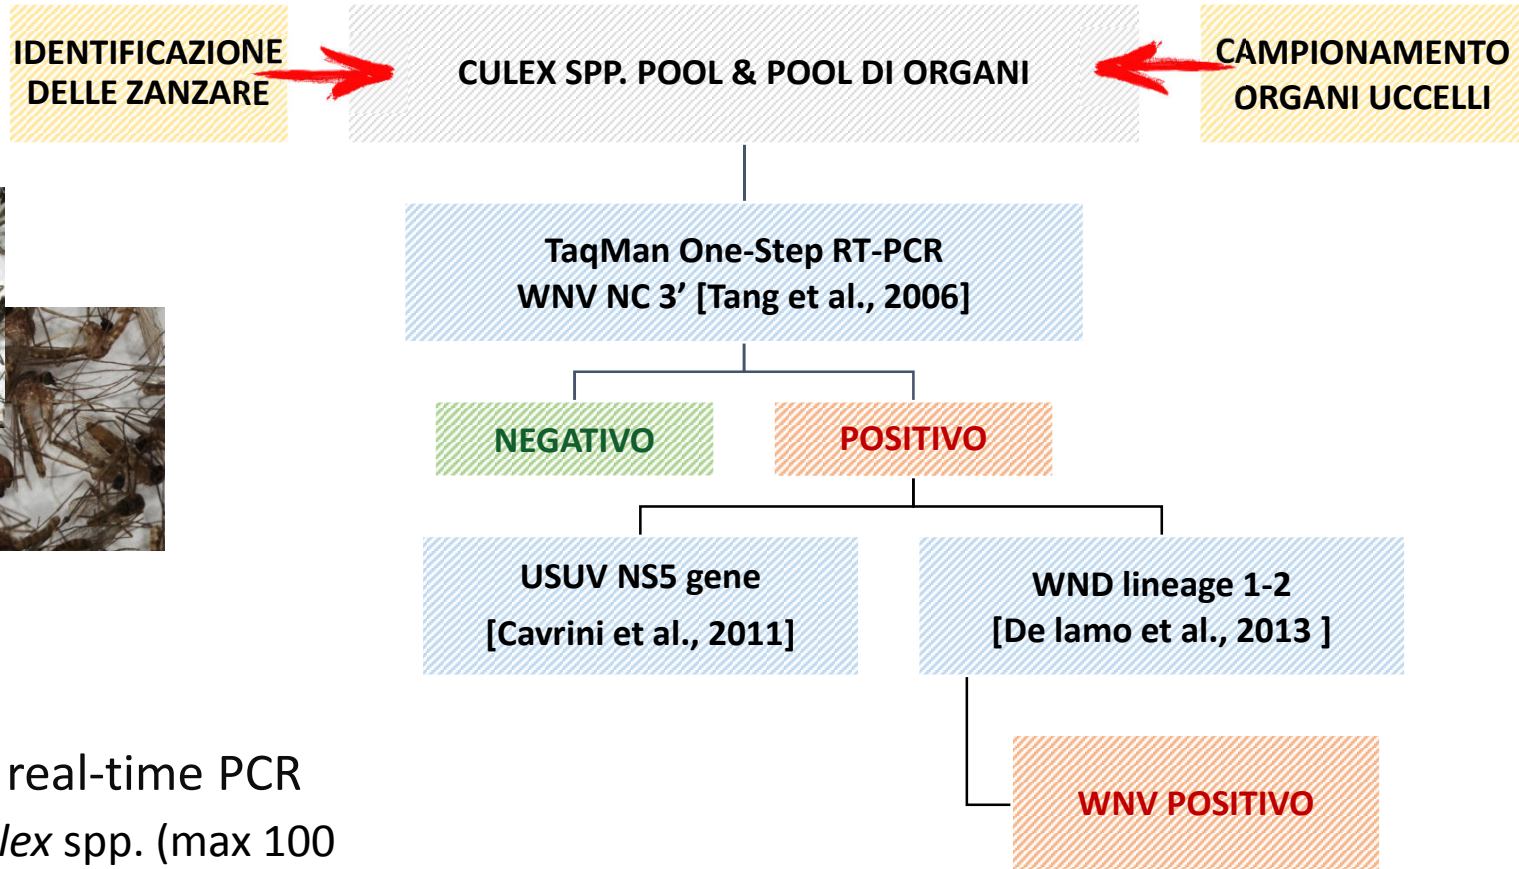 IDENTIFICAZIONE
DELLE ZANZARE
CULEX SPP. POOL & POOL DI ORGANI
CAMPIONAMENTO
ORGANI UCCELLI
TaqMan One-Step RT-PCR
WNV NC 3’ [Tang et al., 2006]
NEGATIVO
POSITIVO
USUV NS5 gene
[Cavrini et al., 2011]
WND lineage 1-2
[De lamo et al., 2013 ]
WNV POSITIVO
real-time PCR
lex spp. (max 100